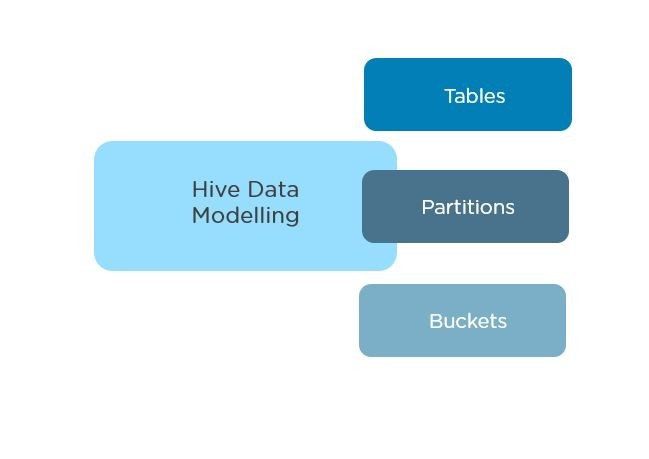 Tables
Hive Data
Modelling
Partitions
Buckets